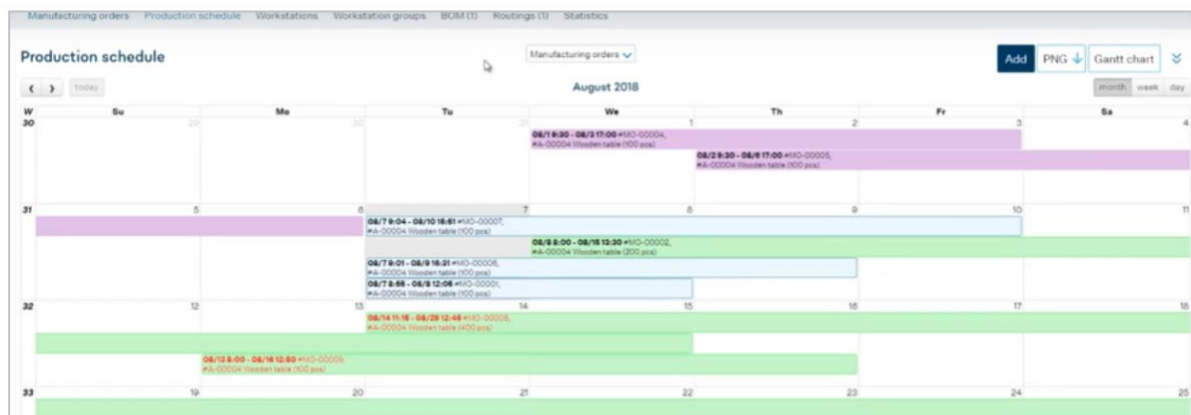 Manufacturing orders Production schedule Workstations Workstation groups BOM (1) Routings (1) Statistics
Production schedule
Manufacturing orders
Add PNG Gantt chart
today
August 2018
month week day
W Su Mo Tu We Th Fr Sa
30 29 30 31 1 2 3 4
08/1 9:30 - 08/3 17:00 #MO-00004,
#A-00004 Wooden table (100 pcs)
08/2 9:30 - 08/6 17:00 #MO-00005,
#A-00004 Wooden table (100 pcs)
31 5 6 7 8 9 10 11
08/7 9:04 - 08/10 16:51 #MO-00007,
#A-00004 Wooden table (100 pcs)
08/8 8:00 - 08/15 13:30 #MO-00002,
#A-00004 Wooden table (200 pcs)
08/7 9:01 - 08/9 16:31 #MO-00006,
#A-00004 Wooden table (100 pcs)
08/7 8:55 - 08/8 12:05 #MO-00001,
#A-00004 Wooden table (100 pcs)
32 12 13 14 15 16 17 18
08/14 11:15 - 08/29 12:45 #MO-00008,
#A-00004 Wooden table (400 pcs)
08/13 8:00 - 08/16 12:50 #MO-00009,
#A-00004 Wooden table (100 pcs)
33 19 20 21 22 23 24 25